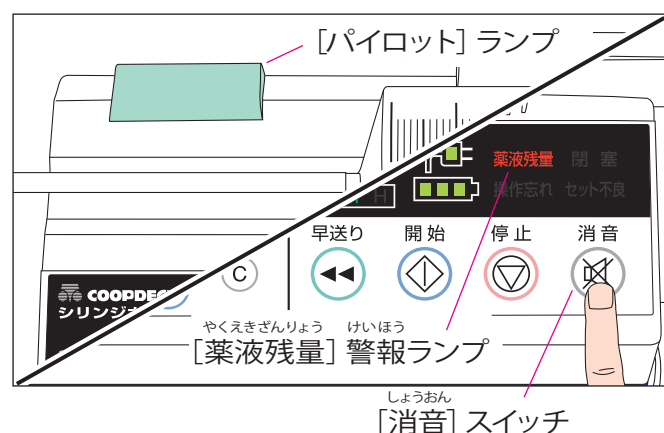 ［パイロット］ランプ
薬液残量 閉塞
操作忘れ セット不良
H
早送り 開始 停止 消音
C
COOPDE
シリンジ
やくえきざんりょう けいほう
［薬液残量］警報ランプ
しょうおん
［消音］スイッチ